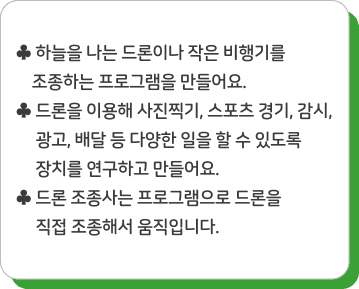 ♣ 하늘을 나는 드론이나 작은 비행기를
조종하는 프로그램을 만들어요.
♣ 드론을 이용해 사진찍기, 스포츠 경기, 감시,
광고, 배달 등 다양한 일을 할 수 있도록
장치를 연구하고 만들어요.
♣ 드론 조종사는 프로그램으로 드론을
직접 조종해서 움직입니다.